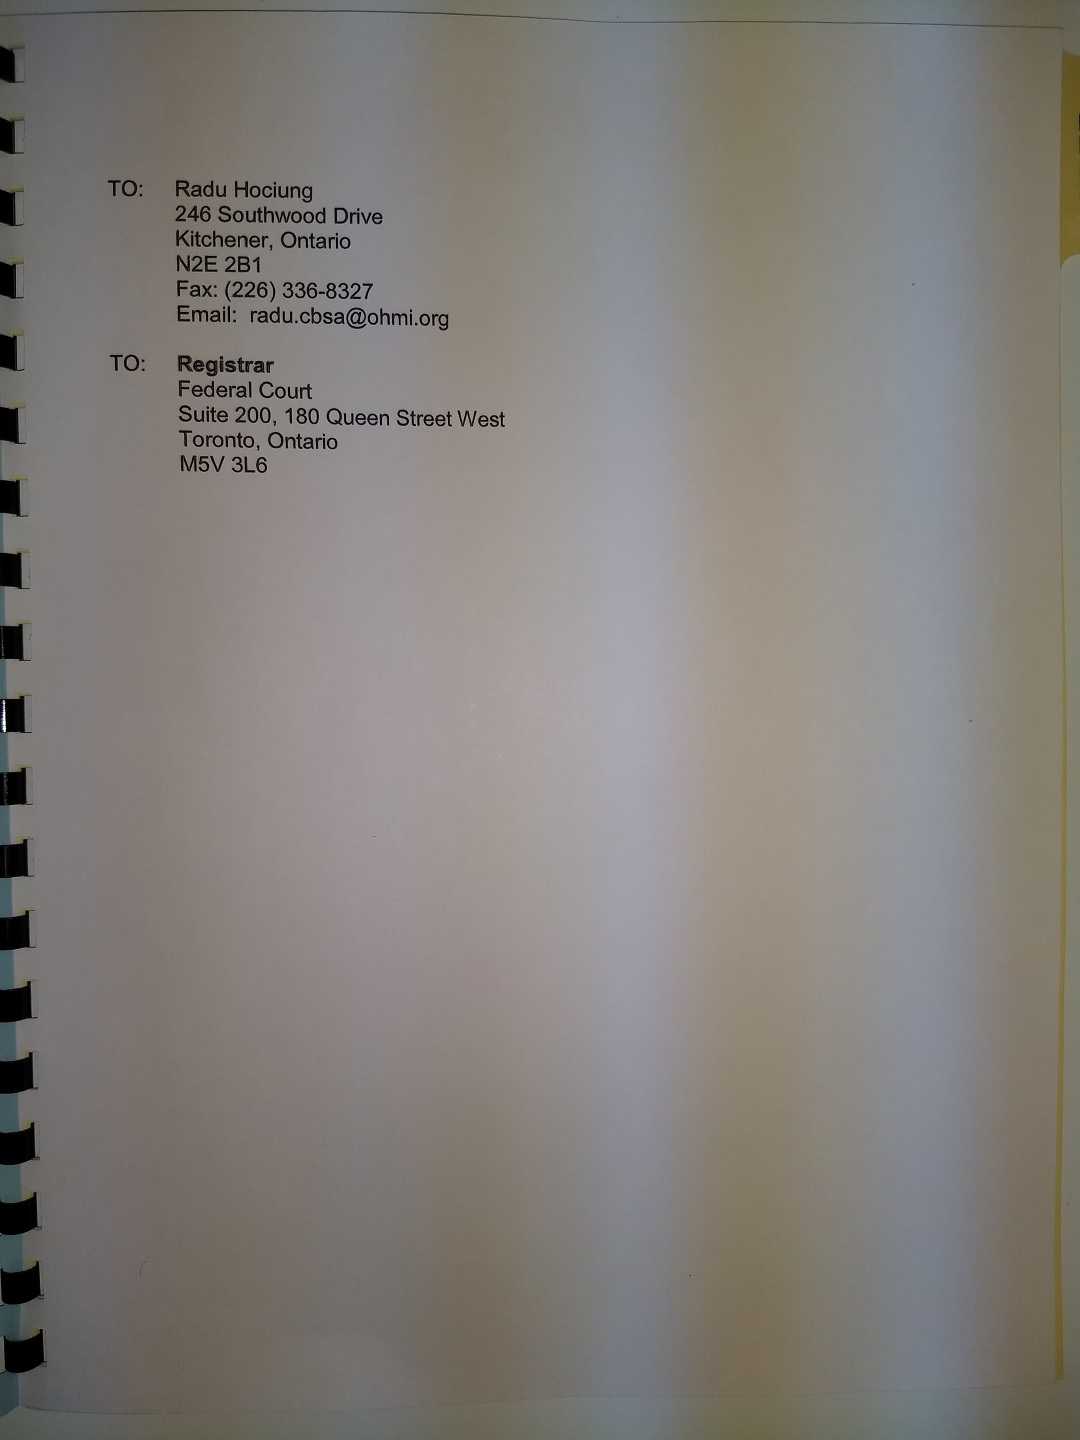 TO: Radu Hociung
246 Southwood Drive
Kitchener, Ontario
N2E 2B1
Fax: (226) 336-8327
Email: radu.cbsa@ohmi.org
TO: Registrar
Federal Court
Suite 200, 180 Queen Street West
Toronto, Ontario
M5V 3L6